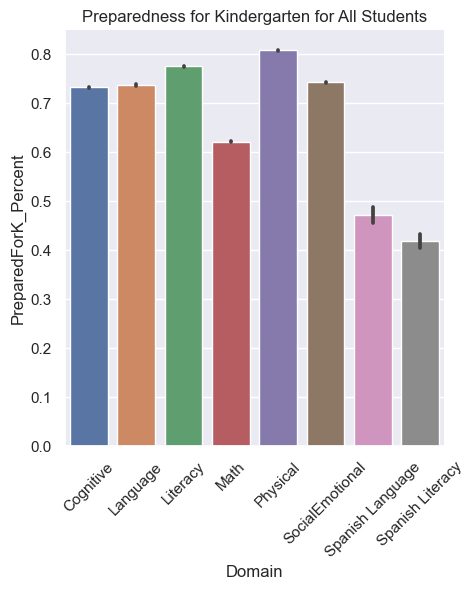 Preparedness for Kindergarten for All Students
PreparedForK_Percent
0.8
0.7
0.6
0.5
0.4
0.3
0.2
0.1
0.0
Cognitive
Language
Literacy
Math
Physical
SocialEmotional
Spanish Language
Spanish Literacy
Domain